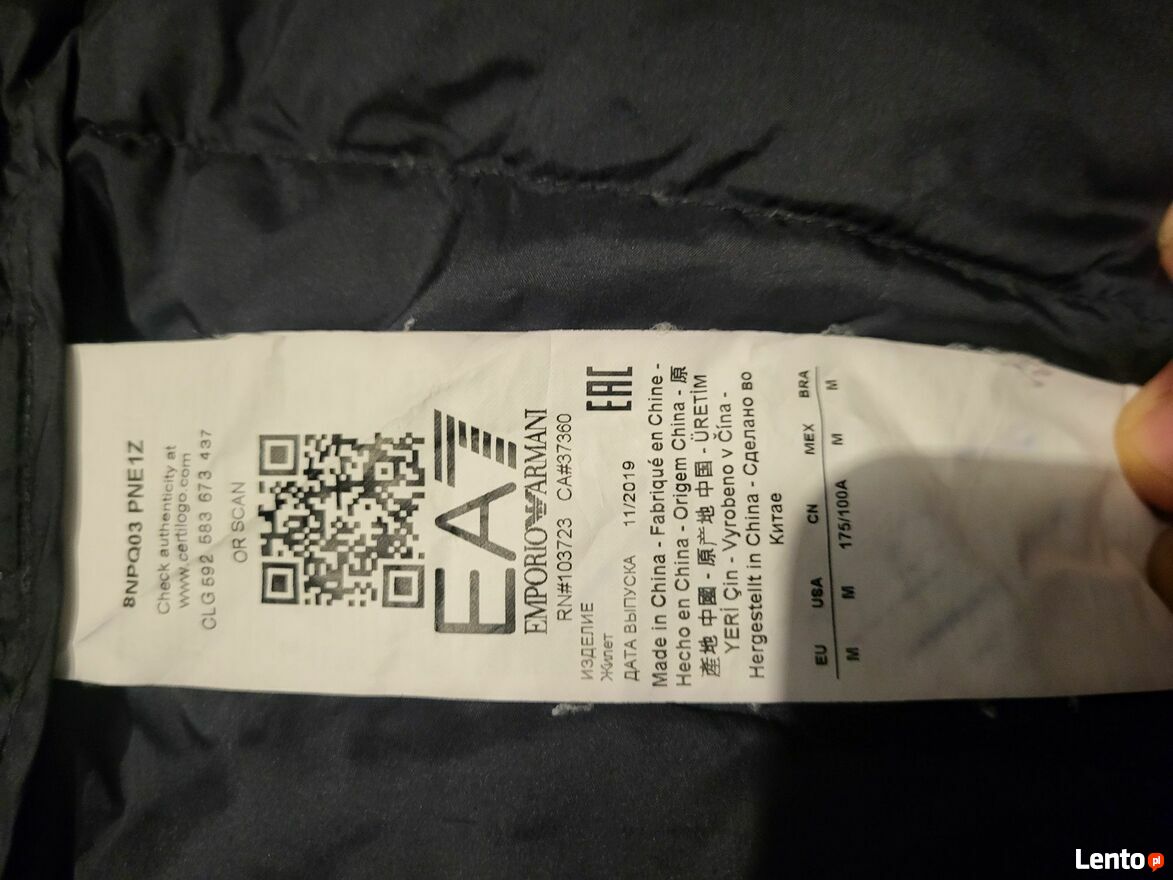 8NPQ03 PNE1Z
Check authenticity at
www.certilogo.com
CLG 592 583 673 437
OR SCAN
EA7
EMPORIO ARMANI
RN#103723 CA#37360
ИЗДЕЛИЕ
Жилет
ДАТА ВЫПУСКА 11/2019
EAC
Made in China - Fabriqué en Chine -
Hecho en China - Origem China - 原
產地 中國 - 原产地 中国 - ÜRETİM
YERİ Çin - Vyrobeno v Čína -
Hergestellt in China - Сделано во
Китае
EU USA CN MEX BRA
M M 175/100A M M
Lento pl